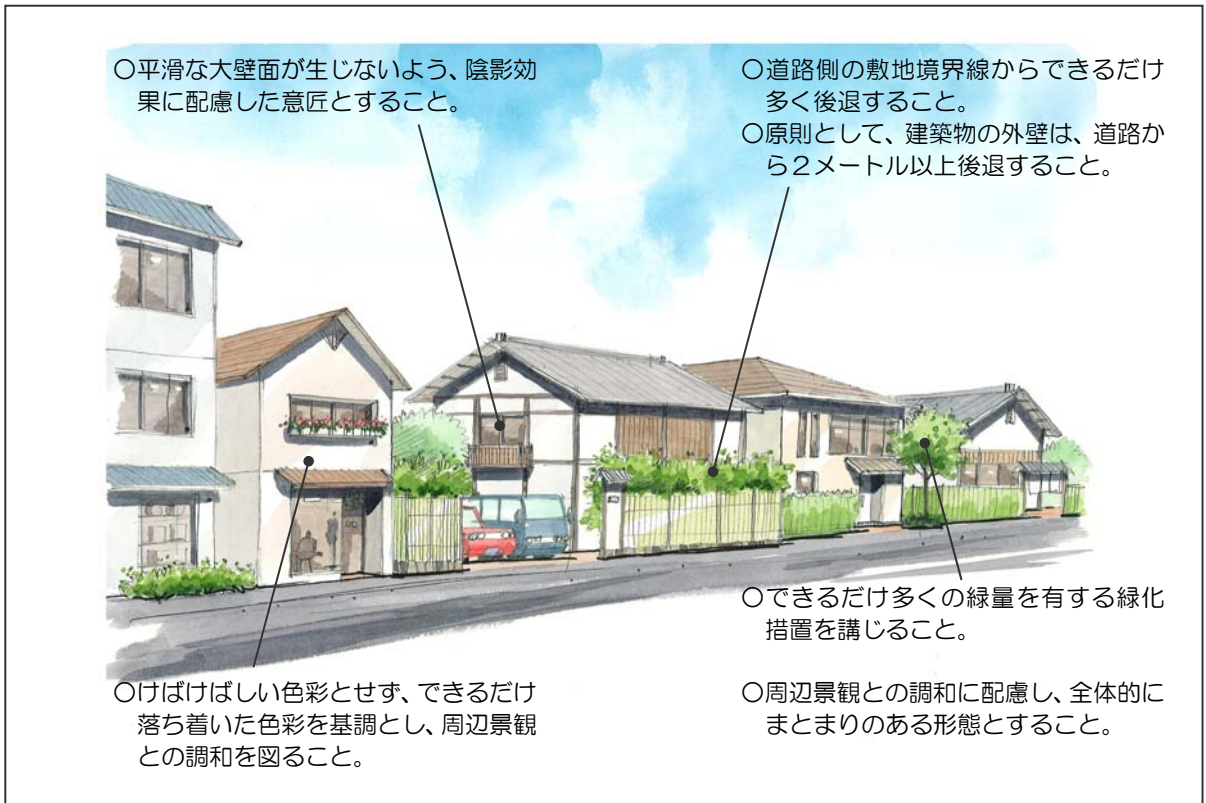 ○平滑な大壁面が生じないよう、陰影効
果に配慮した意匠とすること。
○道路側の敷地境界線からできるだけ
多く後退すること。
○原則として、建築物の外壁は、道路か
ら2メートル以上後退すること。
○できるだけ多くの緑量を有する緑化
措置を講じること。
○けばけばしい色彩とせず、できるだけ
落ち着いた色彩を基調とし、周辺景観
との調和を図ること。
○周辺景観との調和に配慮し、全体的に
まとまりのある形態とすること。